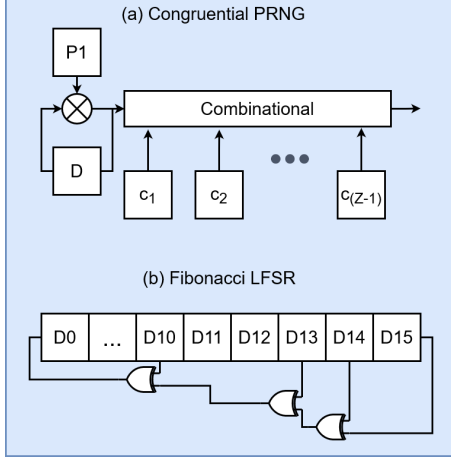 (a) Congruential PRNG
P1
Combinational
D
c1 c2 c(Z-1)
(b) Fibonacci LFSR
D0 ... D10 D11 D12 D13 D14 D15